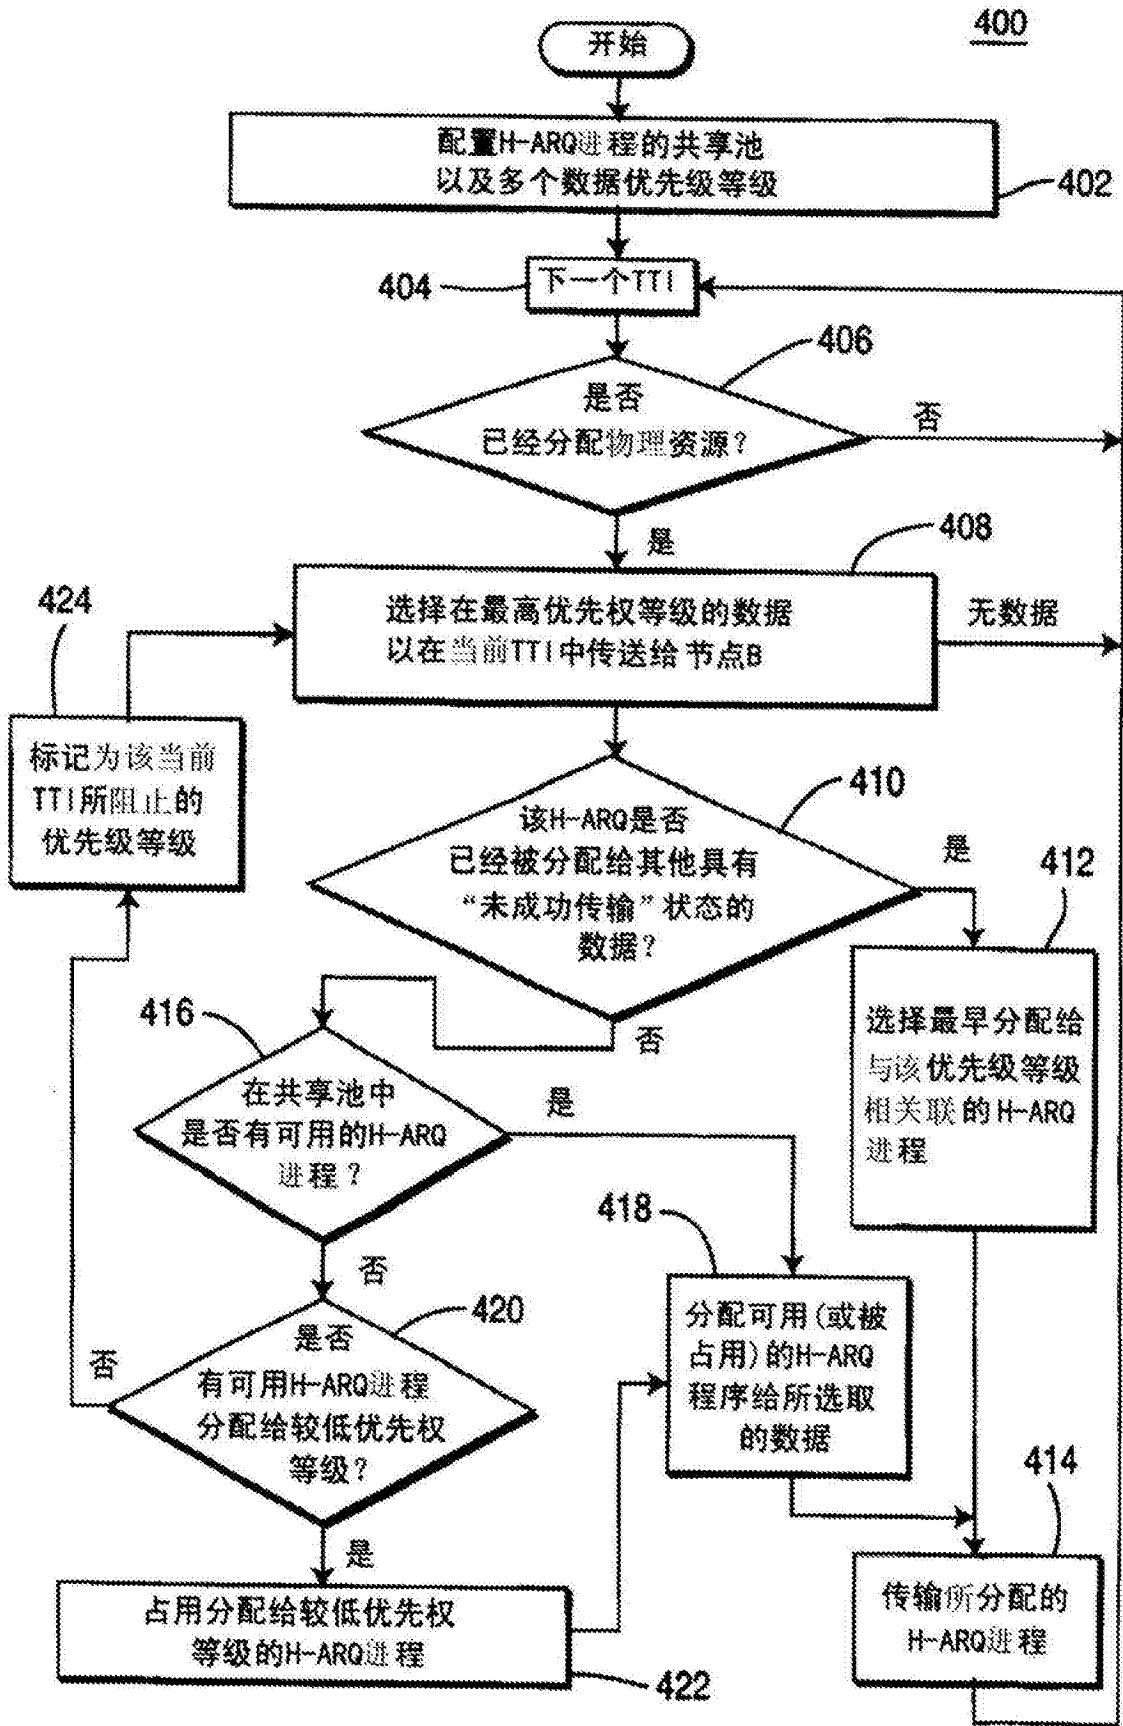 400
开始
配置H-ARQ进程的共享池
以及多个数据优先级等级
402
404
下一个TTI
406
是否
已经分配物理资源？
否
是
408
选择在最高优先权等级的数据
以在当前TTI中传送给节点B
无数据
424
标记为该当前
TTI所阻止的
优先级等级
410
该H-ARQ是否
已经被分配给其他具有
“未成功传输”状态的
数据？
是
否
412
选择最早分配给
与该优先级等级
相关联的H-ARQ
进程
416
在共享池中
是否有可用的H-ARQ
进程？
是
否
418
分配可用(或被
占用)的H-ARQ
程序给所选取
的数据
420
是否
有可用H-ARQ进程
分配给较低优先权
等级？
否
是
414
传输所分配的
H-ARQ进程
占用分配给较低优先权
等级的H-ARQ进程
422